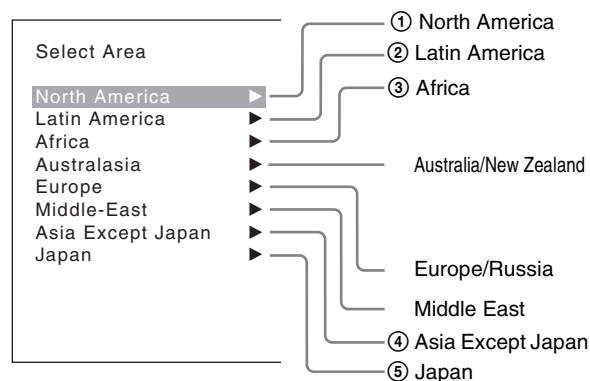 Select Area
North America
Latin America
Africa
Australasia
Europe
Middle-East
Asia Except Japan
Japan
① North America
② Latin America
③ Africa
Australia/New Zealand
Europe/Russia
Middle East
④ Asia Except Japan
⑤ Japan